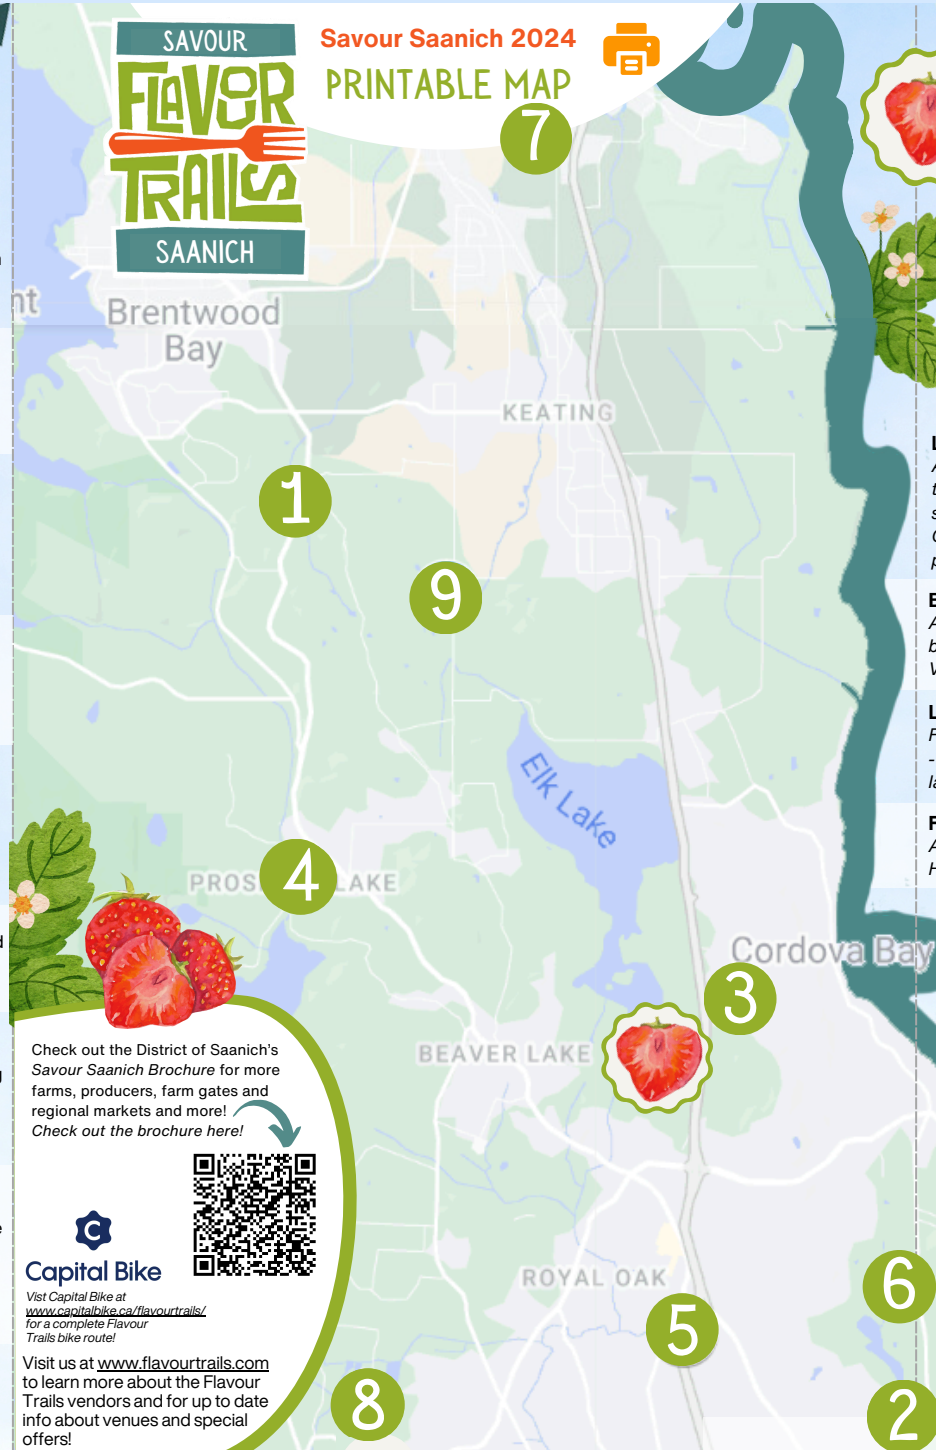 SAVOUR
FLAVOUR
TRAILS
SAANICH
Savour Saanich 2024
PRINTABLE MAP
7
nt
Brentwood
Bay
KEATING
1
9
Elk Lake
PROS
4
LAKE
Cordova Bay
3
BEAVER LAKE
ROYAL OAK
6
5
8
2
Check out the District of Saanich's
Savour Saanich Brochure for more
farms, producers, farm gates and
regional markets and more!
Check out the brochure here!
C
Capital Bike
Vist Capital Bike at
www.capitalbike.ca/flavourtrails/
for a complete Flavour
Trails bike route!
Visit us at www.flavourtrails.com
to learn more about the Flavour
Trails vendors and for up to date
info about venues and special
offers!